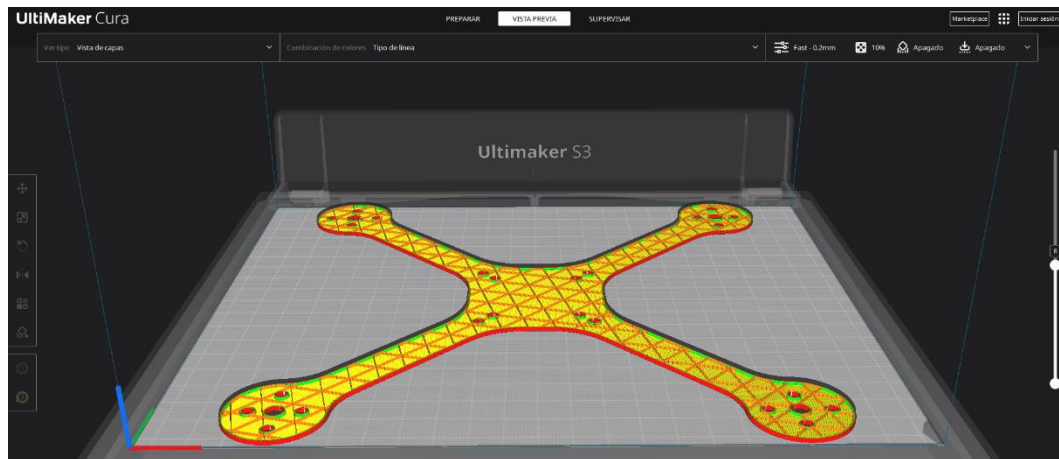 UltiMaker Cura
PREPARAR
VISTA PREVIA
SUPERVISAR
Marketplace
Iniciar sesión
Ver tipo Vista de capas
Combinación de colores Tipo de línea
Fast - 0.2mm
10%
Apagado
Apagado
Ultimaker S3
8